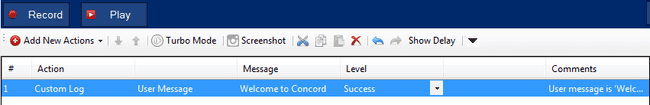 Record Play
Add New Actions Turbo Mode Screenshot Show Delay
# Action Message Level Comments
1 Custom Log User Message Welcome to Concord Success User message is 'Welc...